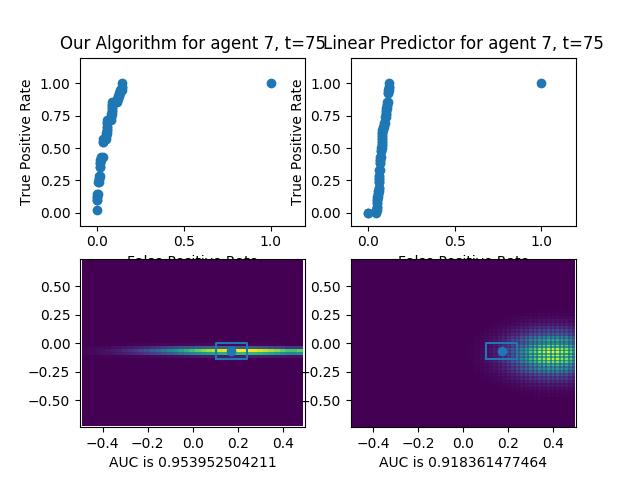 Our Algorithm for agent 7, t=75
Linear Predictor for agent 7, t=75
True Positive Rate
1.00
0.75
0.50
0.25
0.00
0.0 0.5 1.0
False Positive Rate
True Positive Rate
1.00
0.75
0.50
0.25
0.00
0.0 0.5 1.0
False Positive Rate
0.50
0.25
0.00
−0.25
−0.50
−0.4 −0.2 0.0 0.2 0.4
AUC is 0.953952504211
0.50
0.25
0.00
−0.25
−0.50
−0.4 −0.2 0.0 0.2 0.4
AUC is 0.918361477464